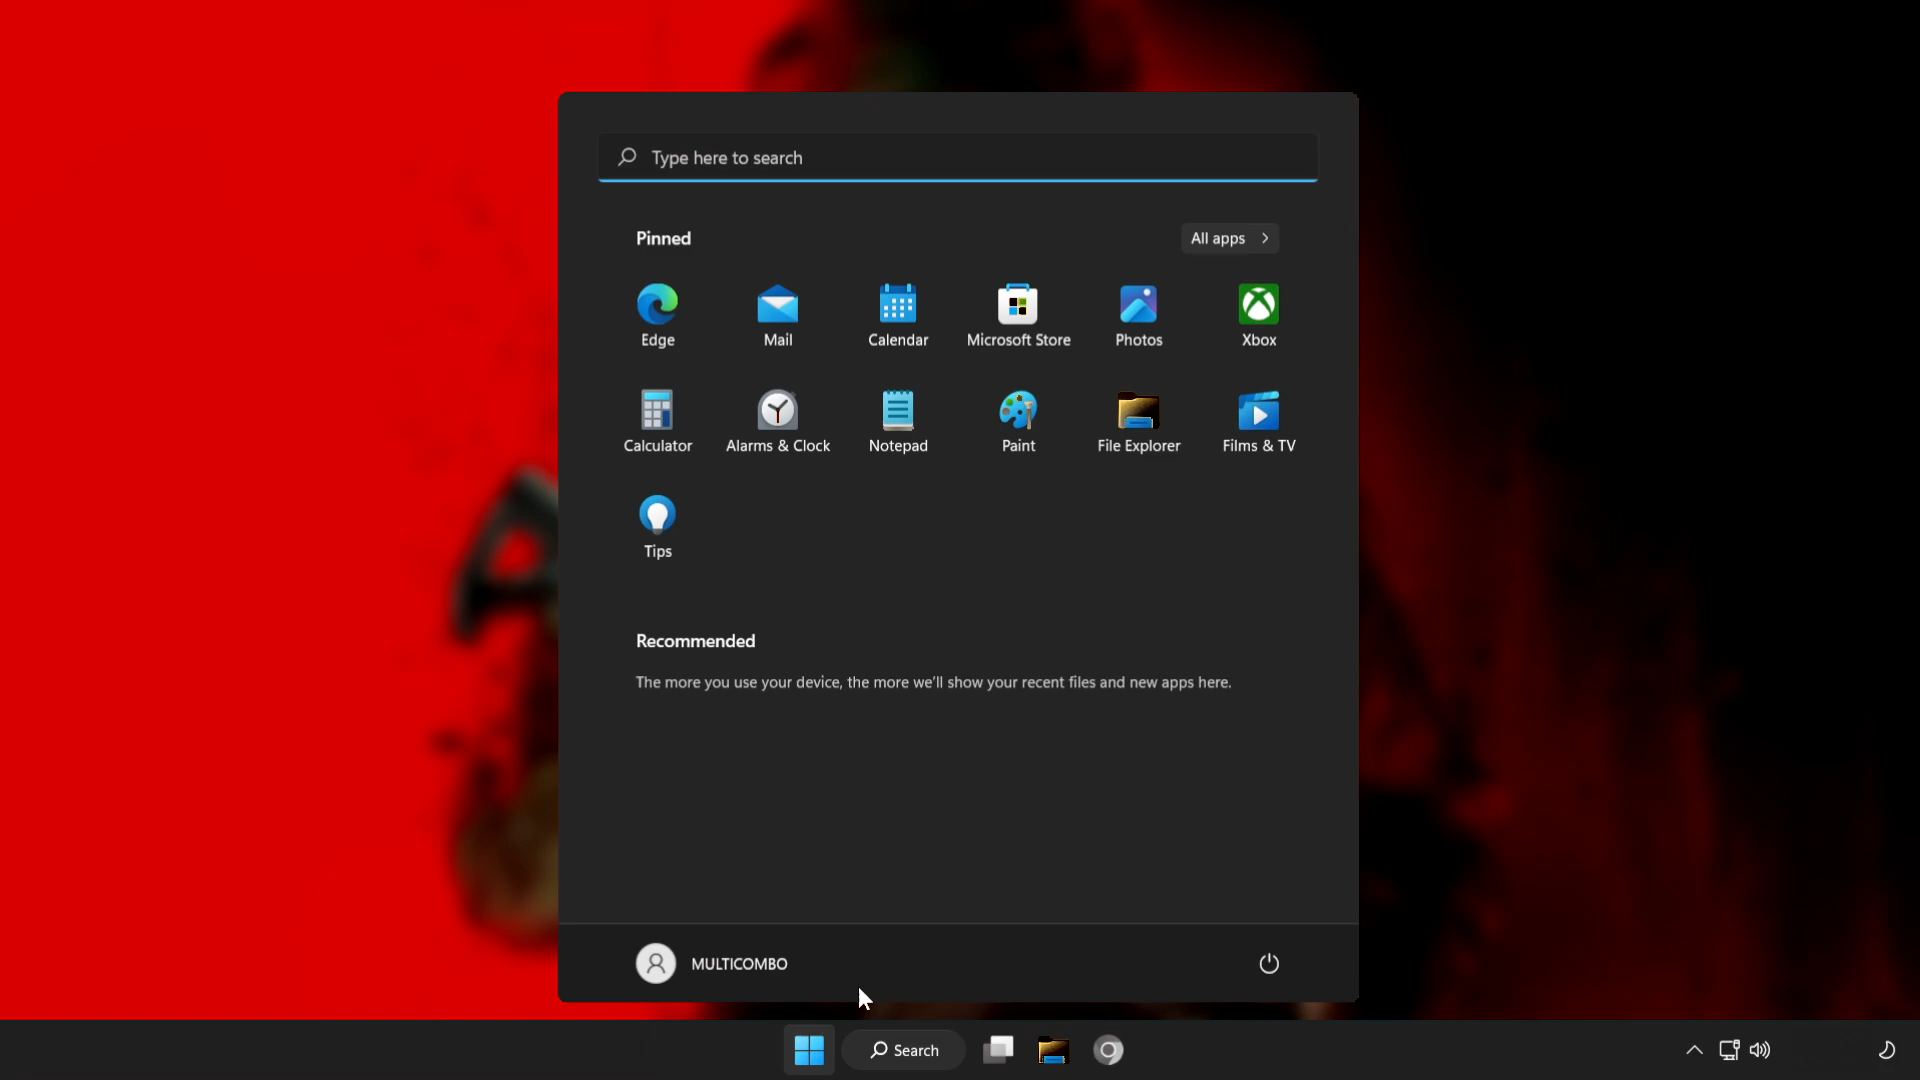 Type here to search
Pinned
All apps
Edge
Mail
Calendar
Microsoft Store
Photos
Xbox
Calculator
Alarms & Clock
Notepad
Paint
File Explorer
Films & TV
Tips
Recommended
The more you use your device, the more we'll show your recent files and new apps here.
MULTICOMBO
Search